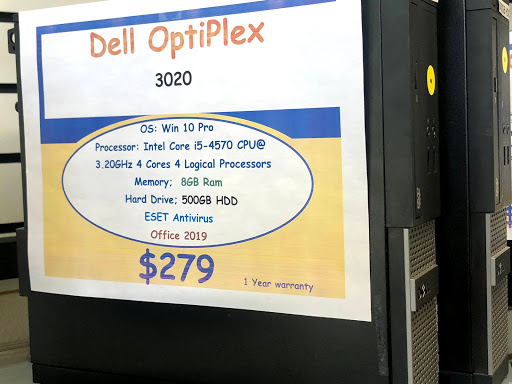 Dell OptiPlex
3020
OS: Win 10 Pro
Processor: Intel Core i5-4570 CPU@
3.20GHz 4 Cores 4 Logical Processors
Memory; 8GB Ram
Hard Drive; 500GB HDD
ESET Antivirus
Office 2019
$279
1 Year warranty